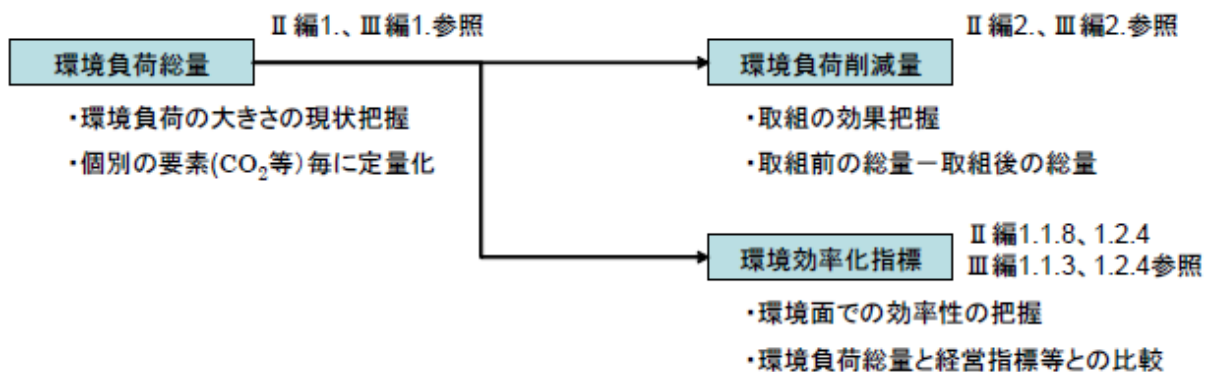 Ⅱ編1.、Ⅲ編1.参照
環境負荷総量
・環境負荷の大きさの現状把握
・個別の要素(CO₂等)毎に定量化
Ⅱ編2.、Ⅲ編2.参照
環境負荷削減量
・取組の効果把握
・取組前の総量－取組後の総量
Ⅱ編1.1.8、1.2.4
Ⅲ編1.1.3、1.2.4参照
環境効率化指標
・環境面での効率性の把握
・環境負荷総量と経営指標等との比較